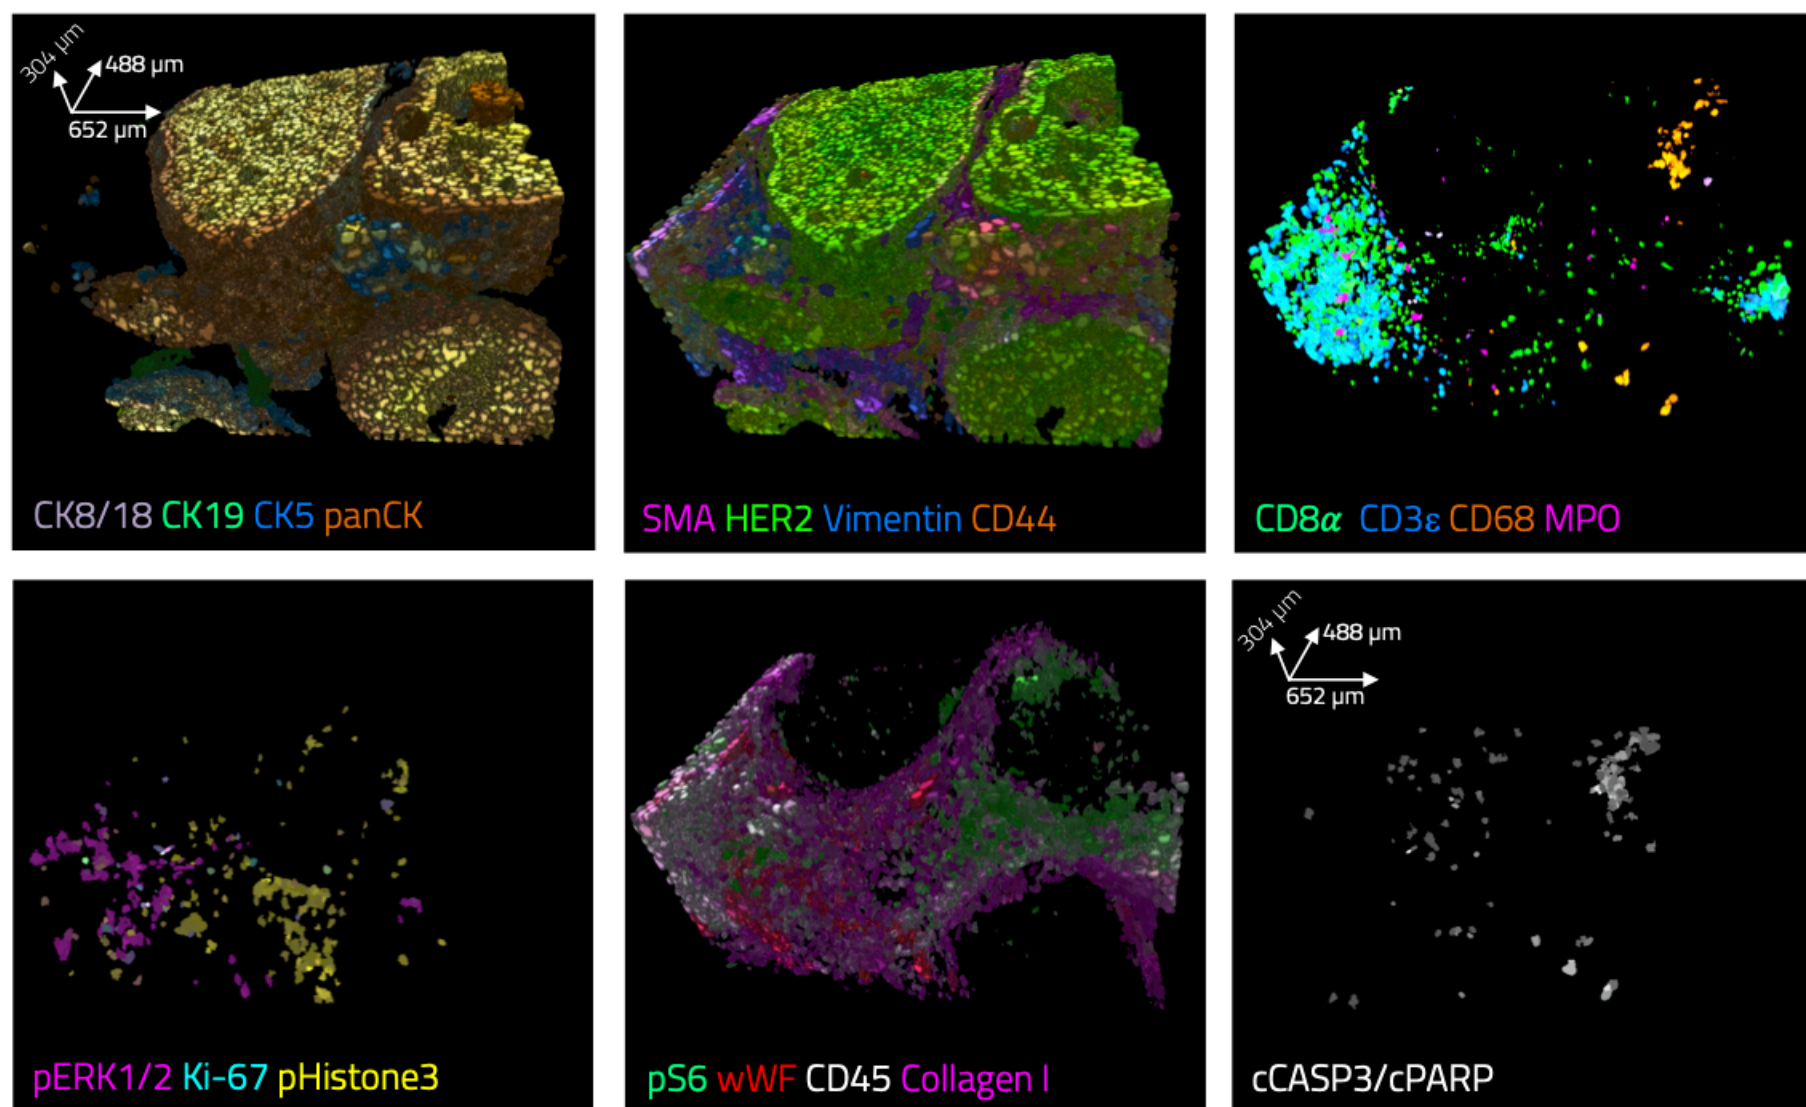 304 µm
488 µm
652 µm
CK8/18 CK19 CK5 panCK
SMA HER2 Vimentin CD44
CD8α CD3ε CD68 MPO
pERK1/2 Ki-67 pHistone3
pS6 wWF CD45 Collagen I
304 µm
488 µm
652 µm
cCASP3/cPARP